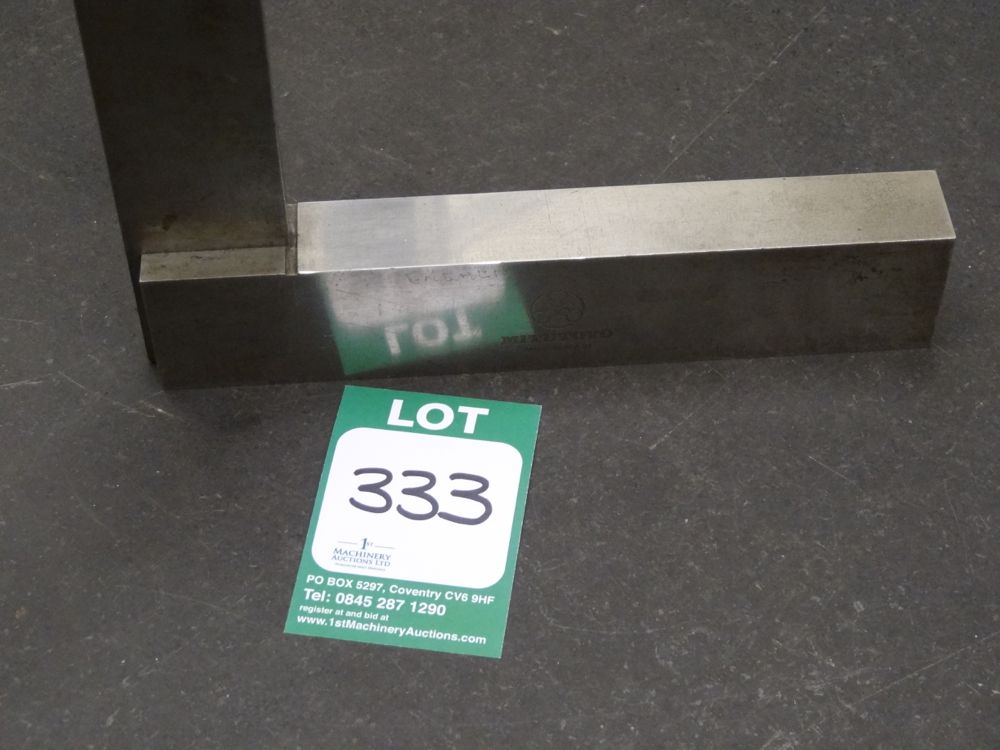 MITUTOYO
LOT
333
1ST
MACHINERY
AUCTIONS LTD
PO BOX 5297, Coventry CV6 9HF
Tel: 0845 287 1290
register at and bid at
www.1stMachineryAuctions.com